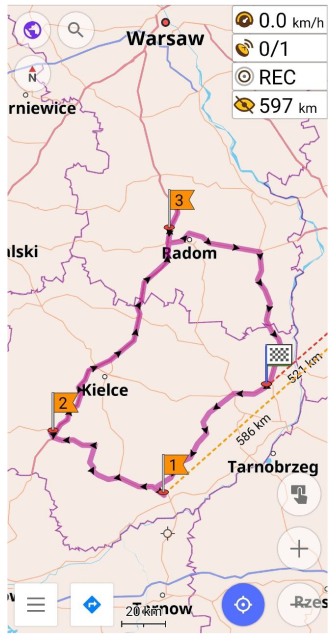 0.0 km/h
Warsaw
0/1
N
REC
rniewice
597 km
3
alski
Radom
521 km
Kielce
2
586 km
1
Tarnobrzeg
20 km
Rzes